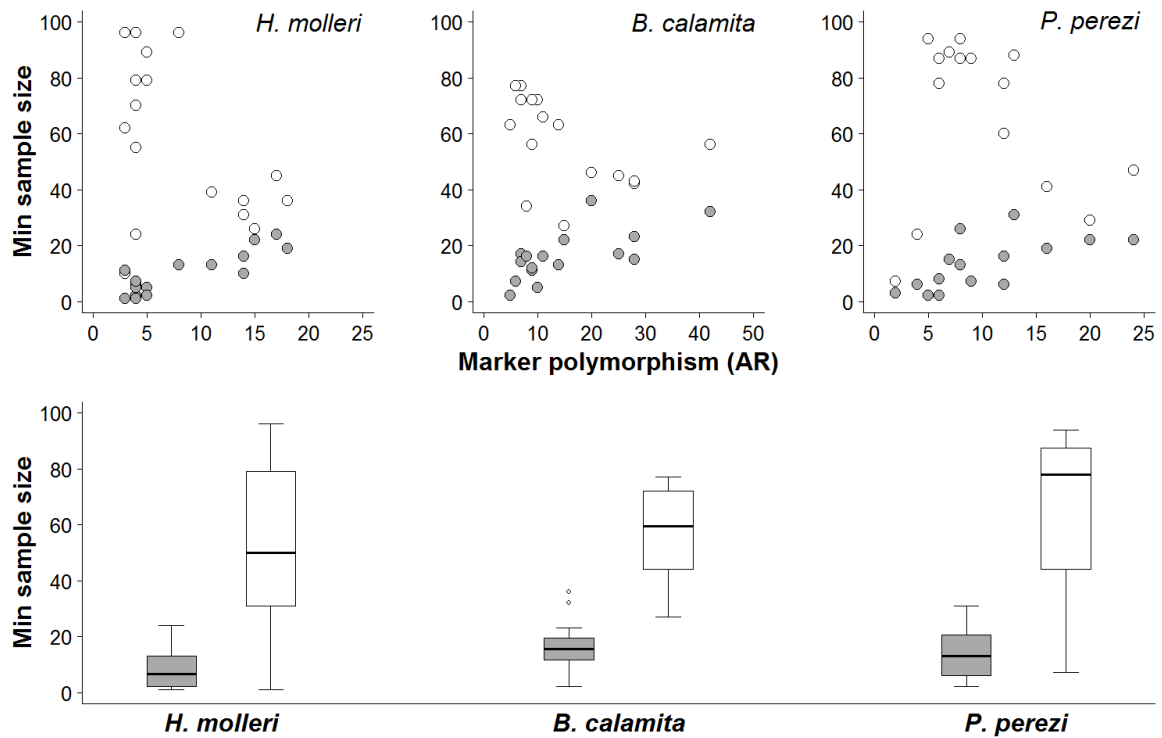 H. molleri
B. calamita
P. perezi
Min sample size
100
80
60
40
20
0
0 5 10 15 20 25
0 10 20 30 40 50
0 5 10 15 20 25
Marker polymorphism (AR)
Min sample size
100
80
60
40
20
0
H. molleri
B. calamita
P. perezi